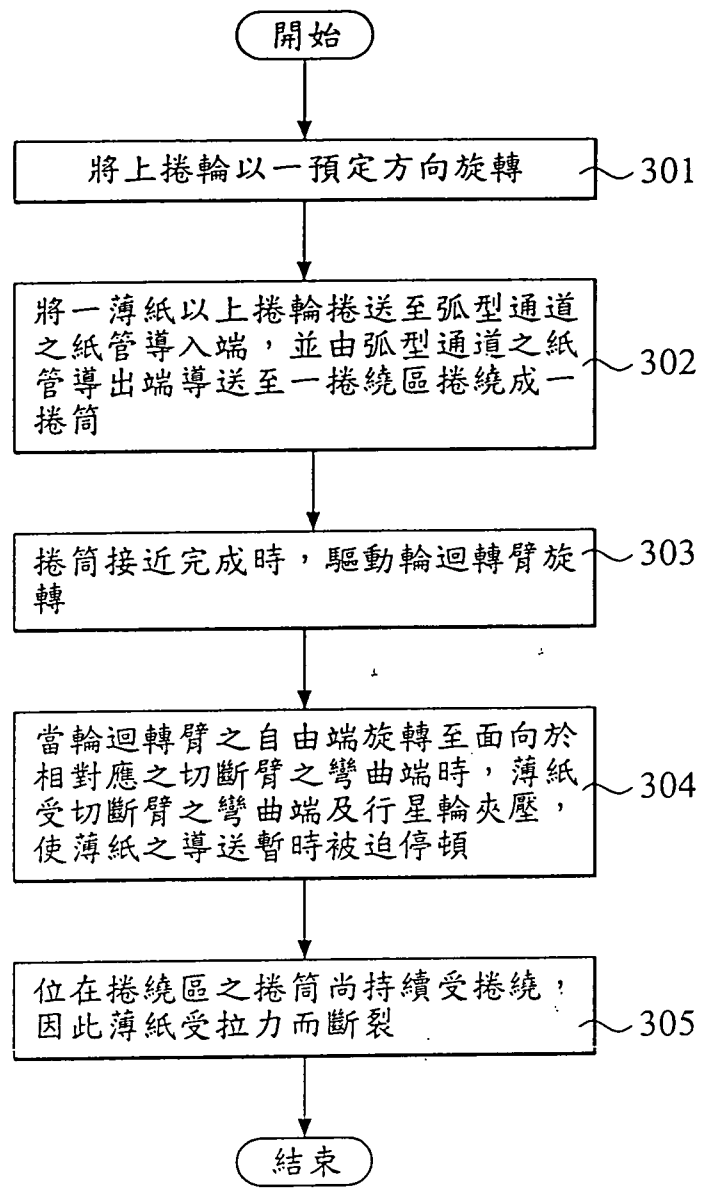 開始
將上捲輪以一預定方向旋轉
301
將一薄紙以上捲輪捲送至弧型通道
之紙管導入端，並由弧型通道之紙
管導出端導送至一捲繞區捲繞成一
捲筒
302
捲筒接近完成時，驅動輪迴轉臂旋
轉
303
當輪迴轉臂之自由端旋轉至面向於
相對應之切斷臂之彎曲端時，薄紙
受切斷臂之彎曲端及行星輪夾壓，
使薄紙之導送暫時被迫停頓
304
位在捲繞區之捲筒尚持續受捲繞，
因此薄紙受拉力而斷裂
305
結束